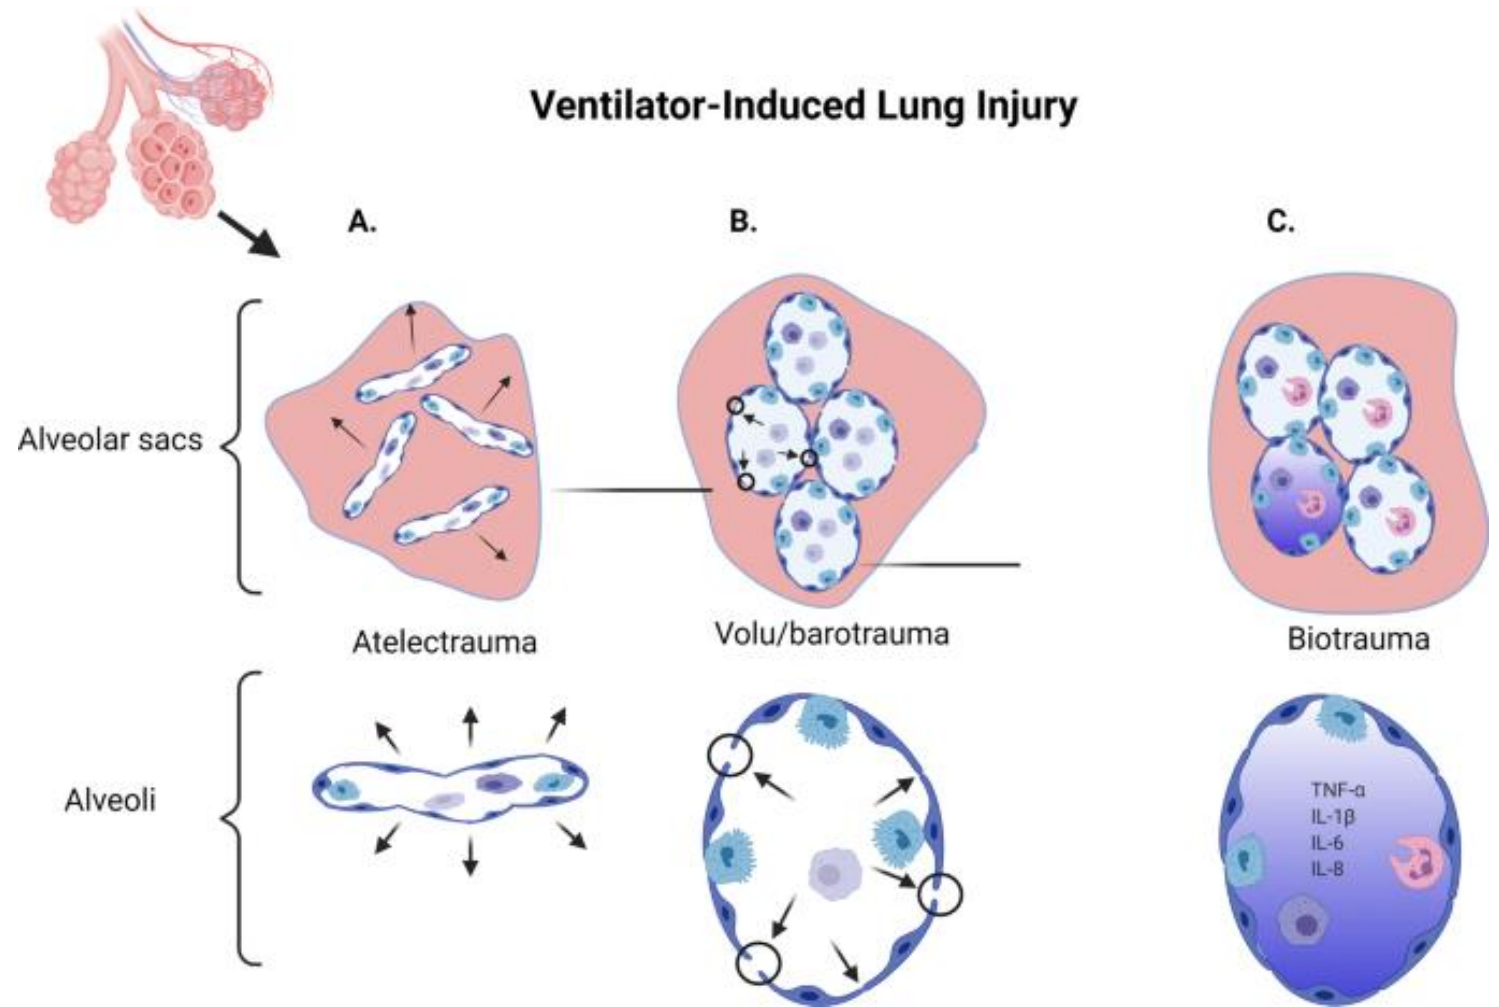 Ventilator-Induced Lung Injury
A.
B.
C.
Alveolar sacs
Atelectrauma
Volu/barotrauma
Biotrauma
Alveoli
TNF-α
IL-1β
IL-6
IL-8